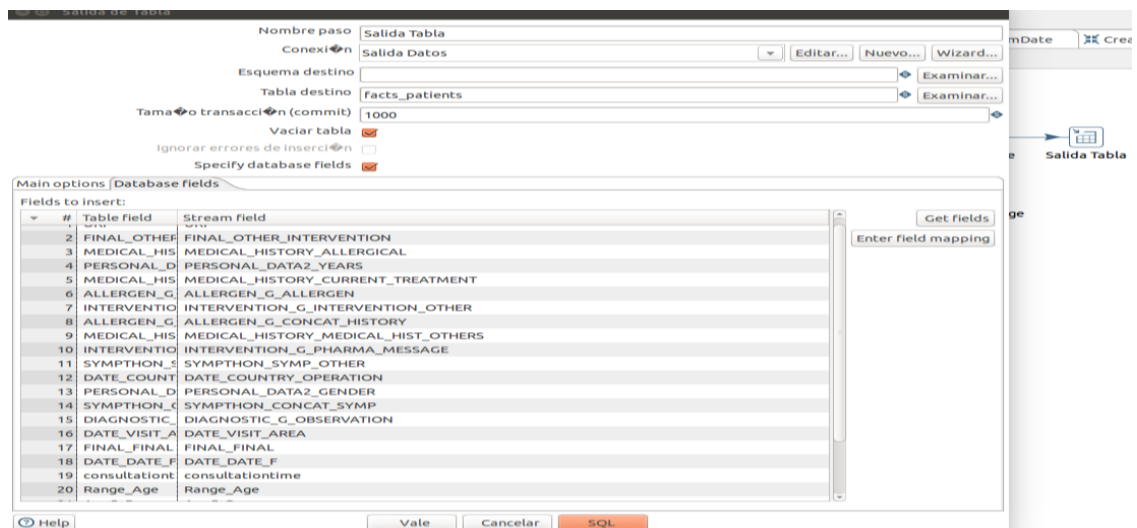 Salida de Tabla
Nombre paso Salida Tabla
Conexi�n Salida Datos Editar... Nuevo... Wizard...
Esquema destino Examinar...
Tabla destino facts_patients Examinar...
Tama�o transacci�n (commit) 1000
Vaciar tabla
Ignorar errores de inserci�n
Specify database fields
Main options Database fields
Fields to insert:
# Table field Stream field
2 FINAL_OTHER FINAL_OTHER_INTERVENTION
3 MEDICAL_HIS MEDICAL_HISTORY_ALLERGICAL
4 PERSONAL_D PERSONAL_DATA2_YEARS
5 MEDICAL_HIS MEDICAL_HISTORY_CURRENT_TREATMENT
6 ALLERGEN_G_ ALLERGEN_G_ALLERGEN
7 INTERVENTIO INTERVENTION_G_INTERVENTION_OTHER
8 ALLERGEN_G_ ALLERGEN_G_CONCAT_HISTORY
9 MEDICAL_HIS MEDICAL_HISTORY_MEDICAL_HIST_OTHERS
10 INTERVENTIO INTERVENTION_G_PHARMA_MESSAGE
11 SYMPTHON_S SYMPTHON_SYMP_OTHER
12 DATE_COUNT DATE_COUNTRY_OPERATION
13 PERSONAL_D PERSONAL_DATA2_GENDER
14 SYMPTHON_C SYMPTHON_CONCAT_SYMP
15 DIAGNOSTIC_ DIAGNOSTIC_G_OBSERVATION
16 DATE_VISIT_A DATE_VISIT_AREA
17 FINAL_FINAL FINAL_FINAL
18 DATE_DATE_F DATE_DATE_F
19 consultationt consultationtime
20 Range_Age Range_Age
Get fields
Enter field mapping
Help Vale Cancelar SQL
mDate Crea
e Salida Tabla
ge